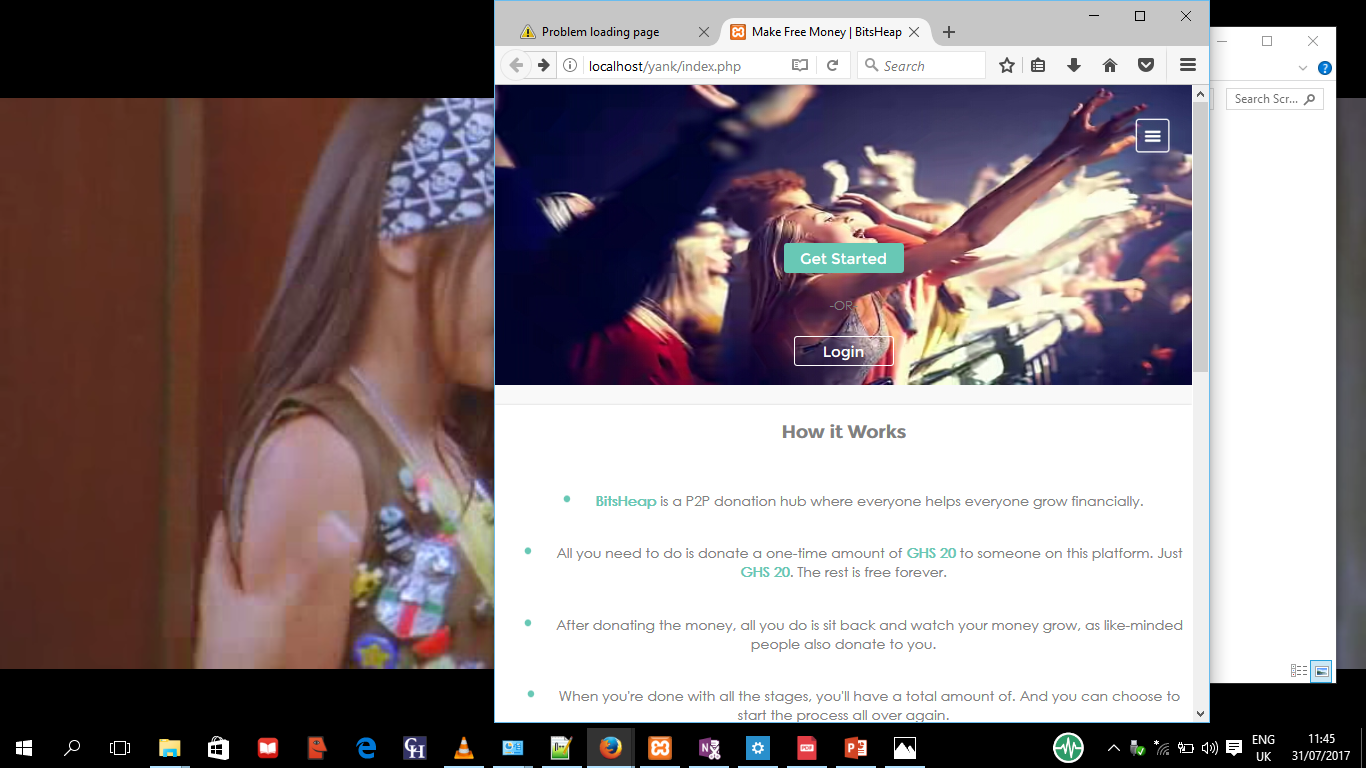 Problem loading page
Make Free Money | BitsHeap
localhost/yank/index.php
Search
Search Scr...
Get Started
-OR-
Login
How it Works
BitsHeap is a P2P donation hub where everyone helps everyone grow financially.
All you need to do is donate a one-time amount of GHS 20 to someone on this platform. Just
GHS 20. The rest is free forever.
After donating the money, all you do is sit back and watch your money grow, as like-minded
people also donate to you.
When you're done with all the stages, you'll have a total amount of. And you can choose to
start the process all over again.
ENG
UK
11:45
31/07/2017